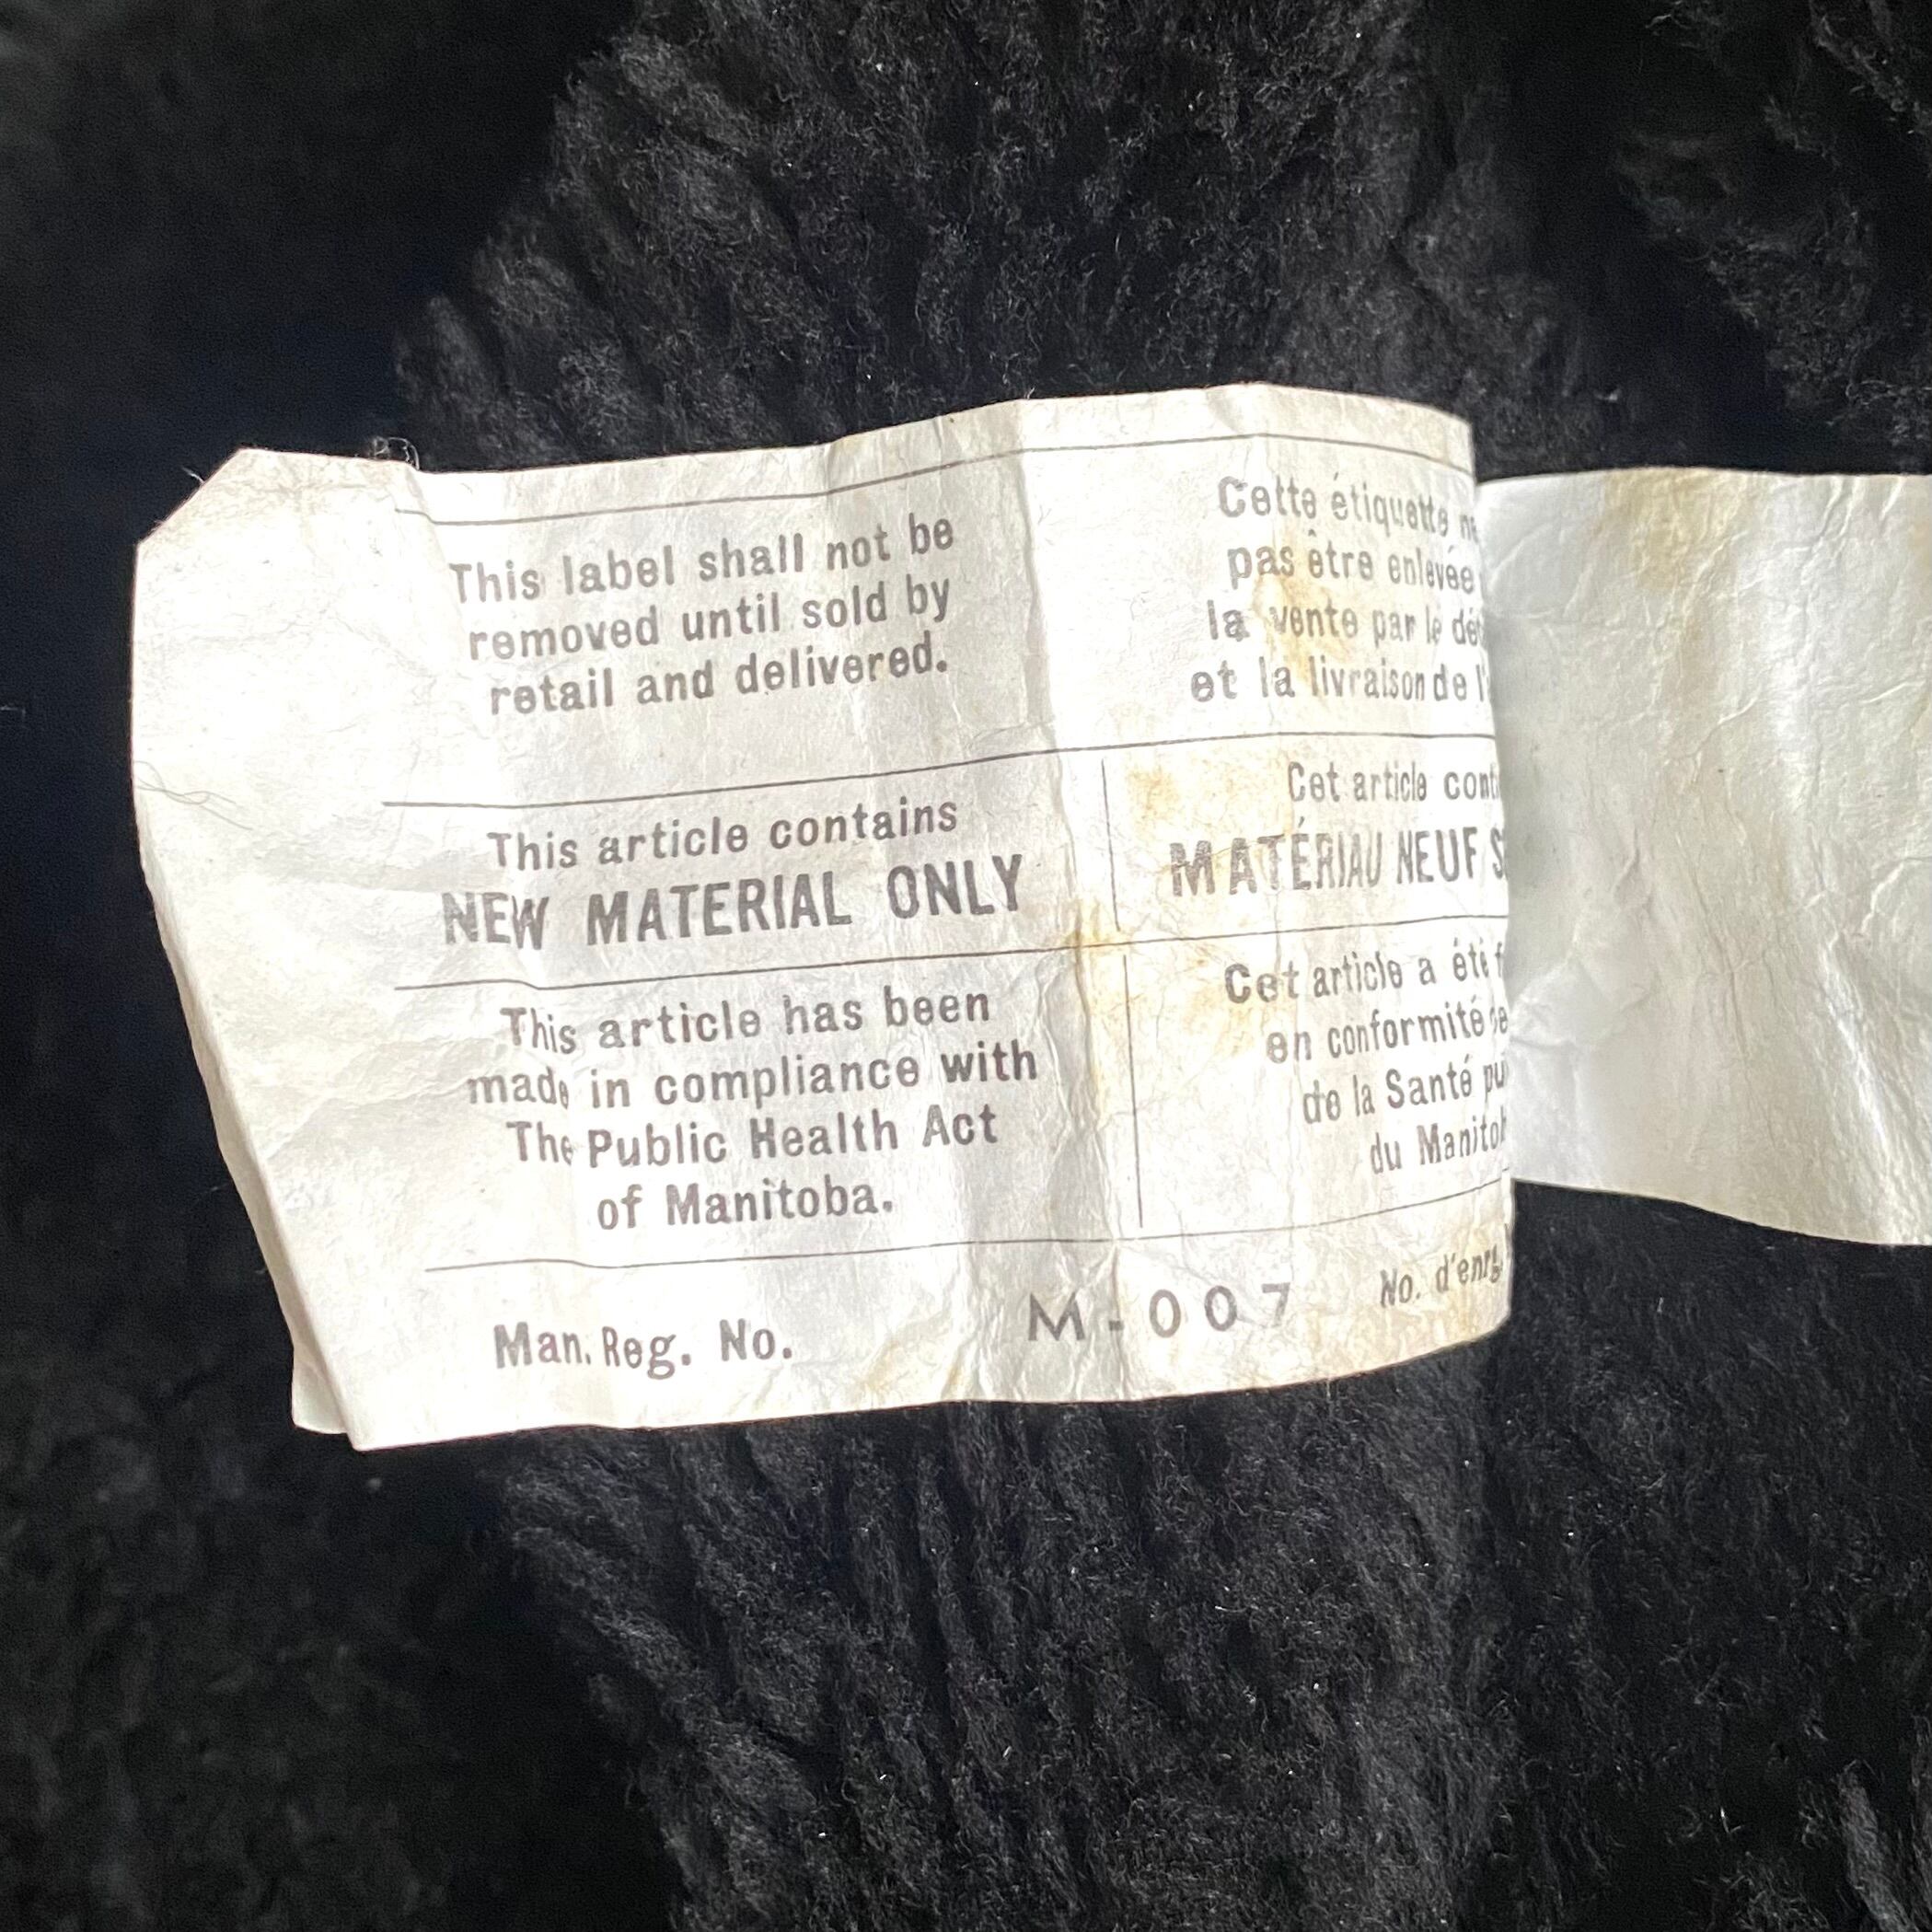 This label shall not be
removed until sold by
retail and delivered.
Cette étiquette
pas être enlevée
la vente par le
et la livraison de
This article contains
NEW MATERIAL ONLY
Cet article
MATÉRIAU NEUF
This article has been
made in compliance with
The Public Health Act
of Manitoba.
Cet article a été
en conformité
de la Santé
du
Man. Reg. No. M-007 No. d'enrg.